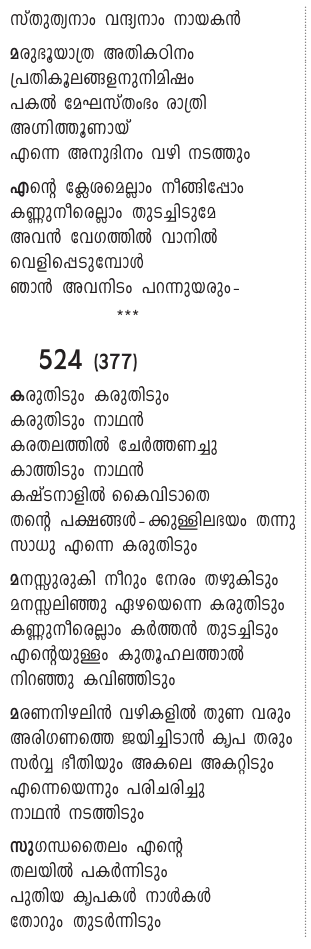 സ്തുത്യനാം വന്ദ്യനാം നായകൻ
മരുഭൂയാത്ര അതികഠിനം
പ്രതികൂലങ്ങളനുനിമിഷം
പകൽ മേഘസ്തംഭം രാത്രി
അഗ്നിത്തൂണായ്
എന്നെ അനുദിനം വഴി നടത്തും
എന്റെ ക്ലേശമെല്ലാം നീങ്ങിപ്പോം
കണ്ണുനീരെല്ലാം തുടച്ചിടുമേ
അവൻ വേഗത്തിൽ വാനിൽ
വെളിപ്പെടുമ്പോൾ
ഞാൻ അവനിടം പറന്നുയരും-
***
524 (377)
കരുതിടും കരുതിടും
കരുതിടും നാഥൻ
കരതലത്തിൽ ചേർത്തണച്ചു
കാത്തിടും നാഥൻ
കഷ്ടനാളിൽ കൈവിടാതെ
തന്റെ പക്ഷങ്ങൾ-ക്കുള്ളിലഭയം തന്നു
സാധു എന്നെ കരുതിടും
മനസ്സുരുകി നീറും നേരം തഴുകിടും
മനസ്സലിഞ്ഞു ഏഴയെന്നെ കരുതിടും
കണ്ണുനീരെല്ലാം കർത്തൻ തുടച്ചിടും
എന്റെയുള്ളം കുതൂഹലത്താൽ
നിറഞ്ഞു കവിഞ്ഞിടും
മരണനിഴലിൻ വഴികളിൽ തുണ വരും
അരിഗണത്തെ ജയിച്ചിടാൻ കൃപ തരും
സർവ്വ ഭീതിയും അകലെ അകറ്റിടും
എന്നെയെന്നും പരിചരിച്ചു
നാഥൻ നടത്തിടും
സുഗന്ധതൈലം എന്റെ
തലയിൽ പകർന്നിടും
പുതിയ കൃപകൾ നാൾകൾ
തോറും തുടർന്നിടും